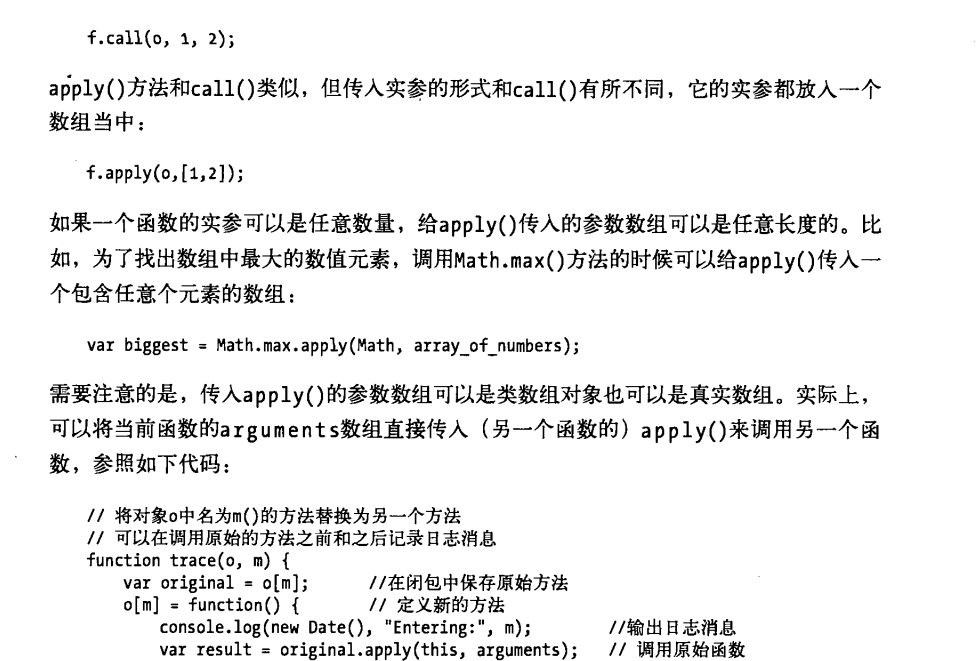 f.call(o, 1, 2);
apply()方法和call()类似，但传入实参的形式和call()有所不同，它的实参都放入一个
数组当中：
f.apply(o,[1,2]);
如果一个函数的实参可以是任意数量，给apply()传入的参数数组可以是任意长度的。比
如，为了找出数组中最大的数值元素，调用Math.max()方法的时候可以给apply()传入一
个包含任意个元素的数组：
var biggest = Math.max.apply(Math, array_of_numbers);
需要注意的是，传入apply()的参数数组可以是类数组对象也可以是真实数组。实际上，
可以将当前函数的arguments数组直接传入（另一个函数的）apply()来调用另一个函
数，参照如下代码：
// 将对象o中名为m()的方法替换为另一个方法
// 可以在调用原始的方法之前和之后记录日志消息
function trace(o, m) {
var original = o[m]; //在闭包中保存原始方法
o[m] = function() { // 定义新的方法
console.log(new Date(), "Entering:", m); //输出日志消息
var result = original.apply(this, arguments); // 调用原始函数